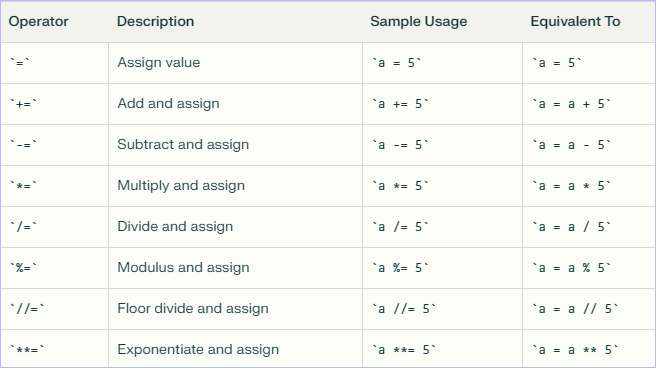 Operator Description Sample Usage Equivalent To
`=` Assign value `a = 5` `a = 5`
`+=` Add and assign `a += 5` `a = a + 5`
`-=` Subtract and assign `a -= 5` `a = a - 5`
`*=` Multiply and assign `a *= 5` `a = a * 5`
`/=` Divide and assign `a /= 5` `a = a / 5`
`%=` Modulus and assign `a %= 5` `a = a % 5`
`//=` Floor divide and assign `a //= 5` `a = a // 5`
`**=` Exponentiate and assign `a **= 5` `a = a ** 5`